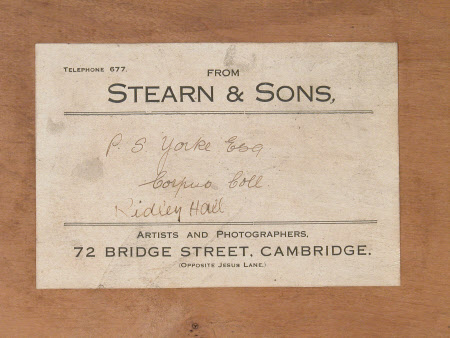 TELEPHONE 677.
FROM
STEARN & SONS,
P. S Yorke Esq
Corpus Coll
Ridley Hall
ARTISTS AND PHOTOGRAPHERS,
72 BRIDGE STREET, CAMBRIDGE.
(OPPOSITE JESUS LANE.)